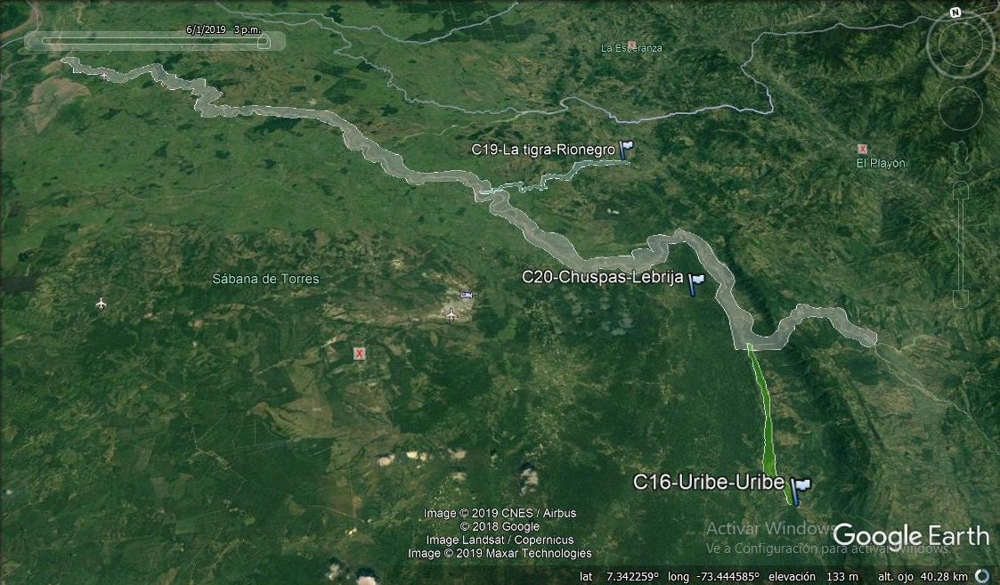 6/1/2019 3 p.m.
N
La Esperanza
C19-La tigra-Rionegro
El Playón
C20-Chuspas-Lebrija
Sábana de Torres
C16-Uribe-Uribe
Image © 2019 CNES / Airbus
© 2018 Google
Image Landsat / Copernicus
Image © 2019 Maxar Technologies
Activar Windows
Ve a Configuración para activar Windows.
Google Earth
lat 7.342259° long -73.444585° elevación 133 m alt. ojo 40.28 km